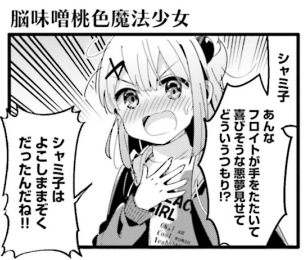 脳味噌桃色魔法少女
シャミ子
あんな
フロイトが手をたたいて
喜びそうな悪夢見せて
どういうつもり!?
シャミ子は
よこしままぞく
だったんだね!!
GIRL